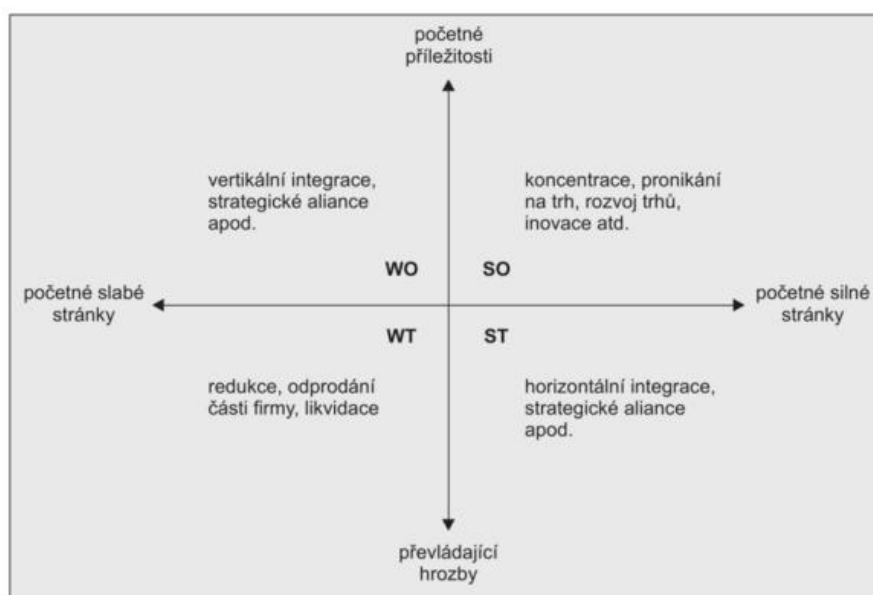 početné
příležitosti
vertikální integrace,
strategické aliance
apod.
koncentrace, pronikání
na trh, rozvoj trhů,
inovace atd.
WO
SO
početné slabé
stránky
početné silné
stránky
WT
ST
redukce, odprodání
části firmy, likvidace
horizontální integrace,
strategické aliance
apod.
převládající
hrozby